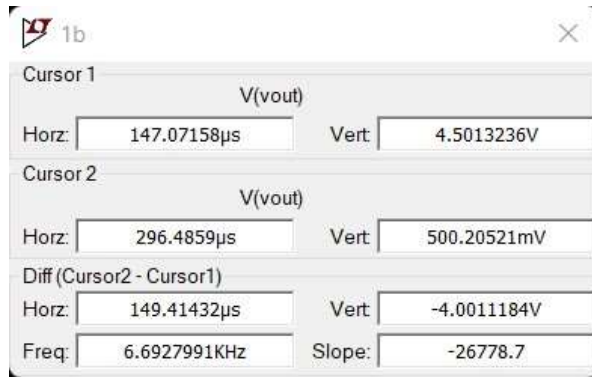 1b
Cursor 1
V(vout)
Horz: 147.07158µs Vert: 4.5013236V
Cursor 2
V(vout)
Horz: 296.4859µs Vert: 500.20521mV
Diff (Cursor2 - Cursor1)
Horz: 149.41432µs Vert: -4.0011184V
Freq: 6.6927991KHz Slope: -26778.7